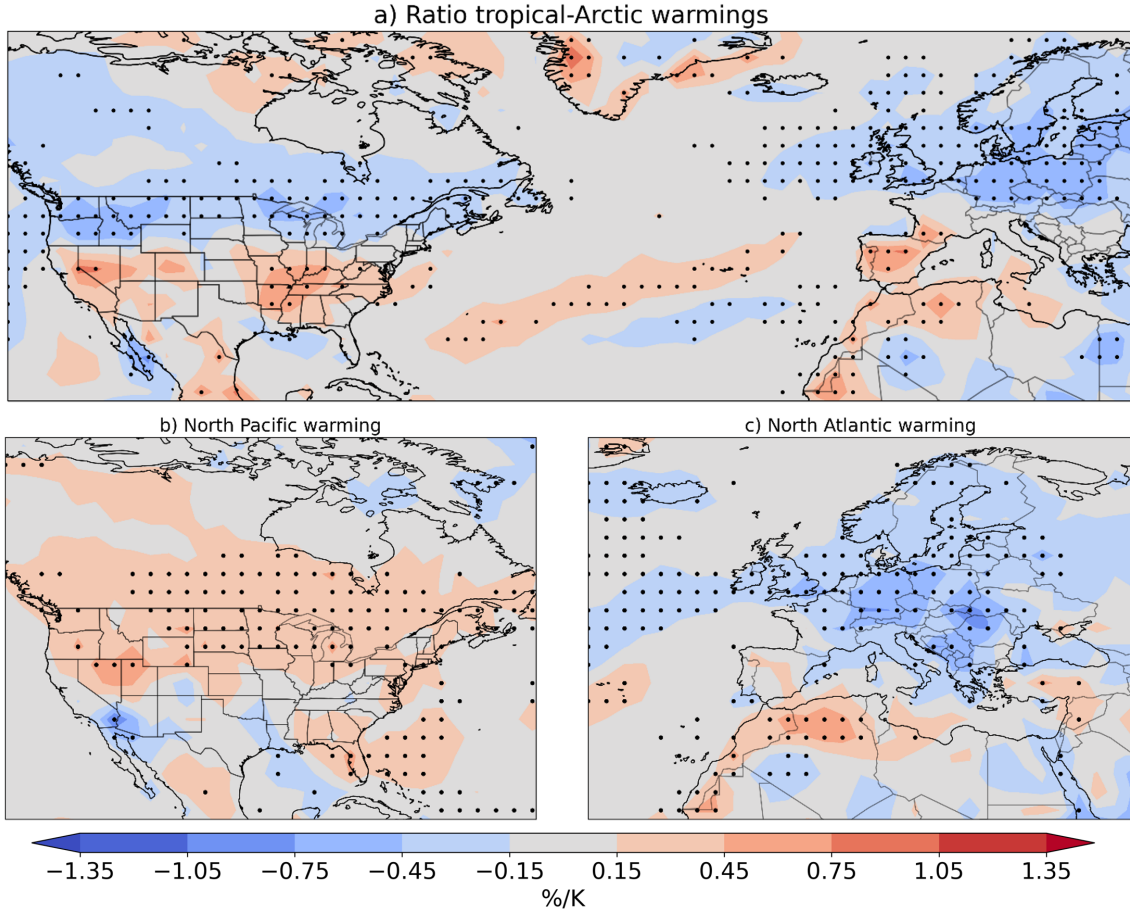 a) Ratio tropical-Arctic warmings
b) North Pacific warming
c) North Atlantic warming
−1.35 −1.05 −0.75 −0.45 −0.15 0.15 0.45 0.75 1.05 1.35
%/K